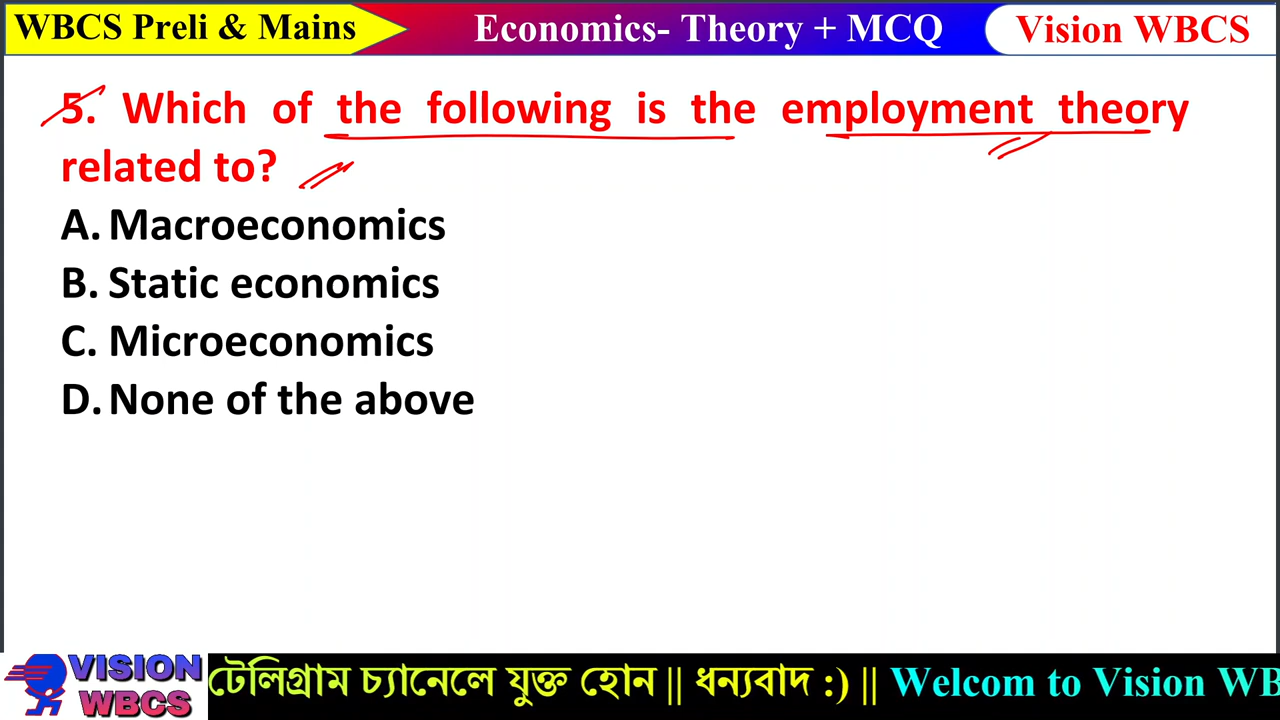 WBCS Preli & Mains
Economics- Theory + MCQ
Vision WBCS
5. Which of the following is the employment theory
related to?
A. Macroeconomics
B. Static economics
C. Microeconomics
D. None of the above
VISION
WBCS
টেলিগ্রাম চ্যানেলে যুক্ত হোন || ধন্যবাদ :) || Welcom to Vision WB